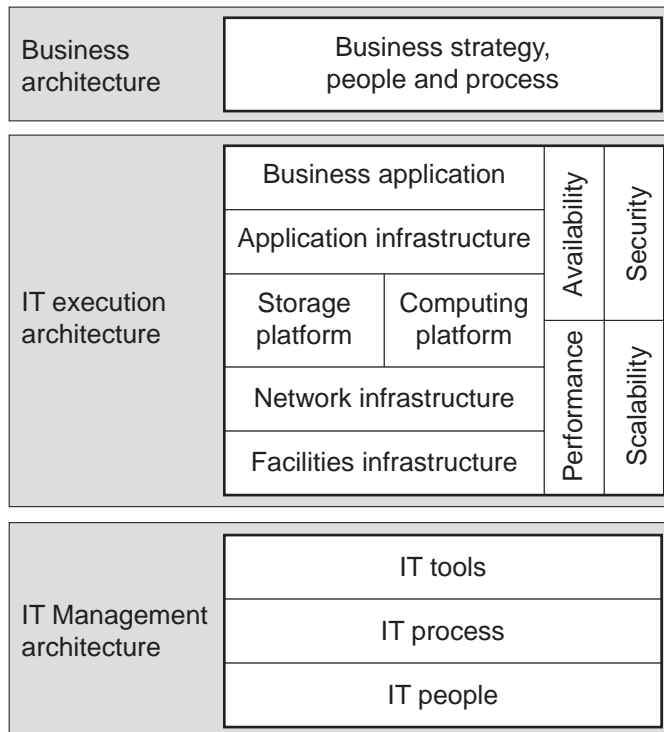 Business
architecture
Business strategy,
people and process
IT execution
architecture
Business application
Application infrastructure
Storage
platform
Computing
platform
Network infrastructure
Facilities infrastructure
Availability
Security
Performance
Scalability
IT Management
architecture
IT tools
IT process
IT people